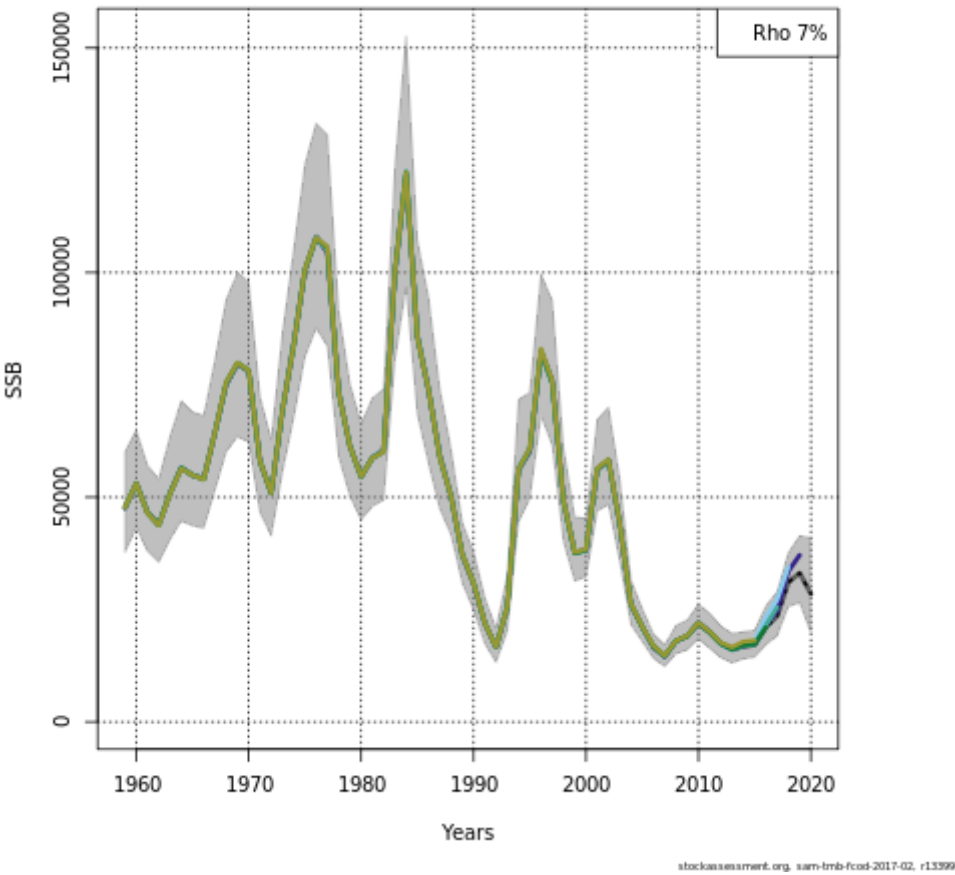 Rho 7%
150000
100000
50000
0
SSB
1960 1970 1980 1990 2000 2010 2020
Years
stockassessment.org, sam-tmb-fcod-2017-02, r13399